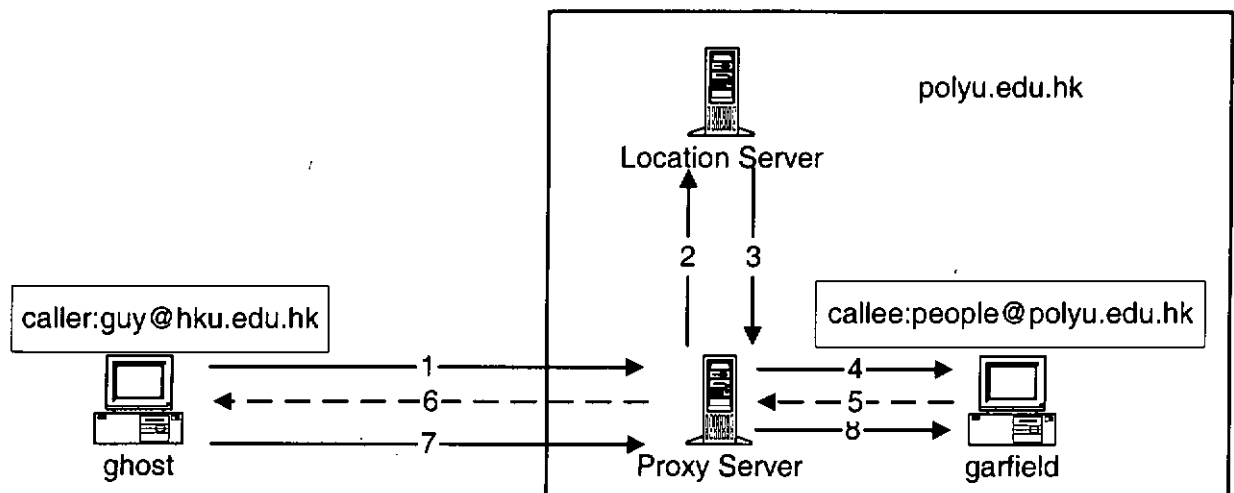 polyu.edu.hk
Location Server
2
3
caller:guy@hku.edu.hk
callee:people@polyu.edu.hk
1
4
6
5
7
8
ghost
Proxy Server
garfield